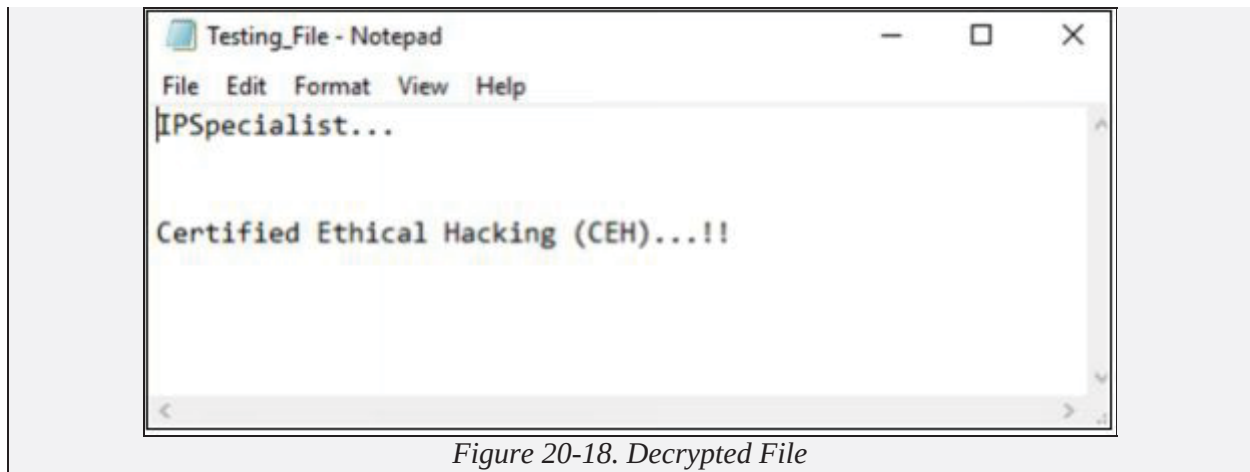 Testing_File - Notepad
File Edit Format View Help
IPSpecialist...
Certified Ethical Hacking (CEH)...!!
Figure 20-18. Decrypted File